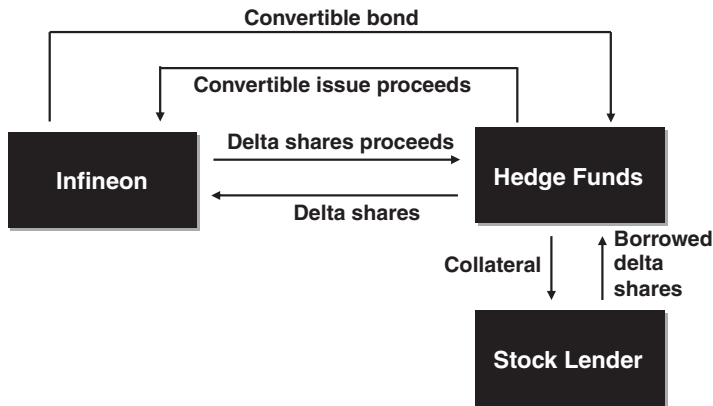 Convertible bond
Convertible issue proceeds
Delta shares proceeds
Infineon
Hedge Funds
Delta shares
Collateral
Borrowed
delta
shares
Stock Lender